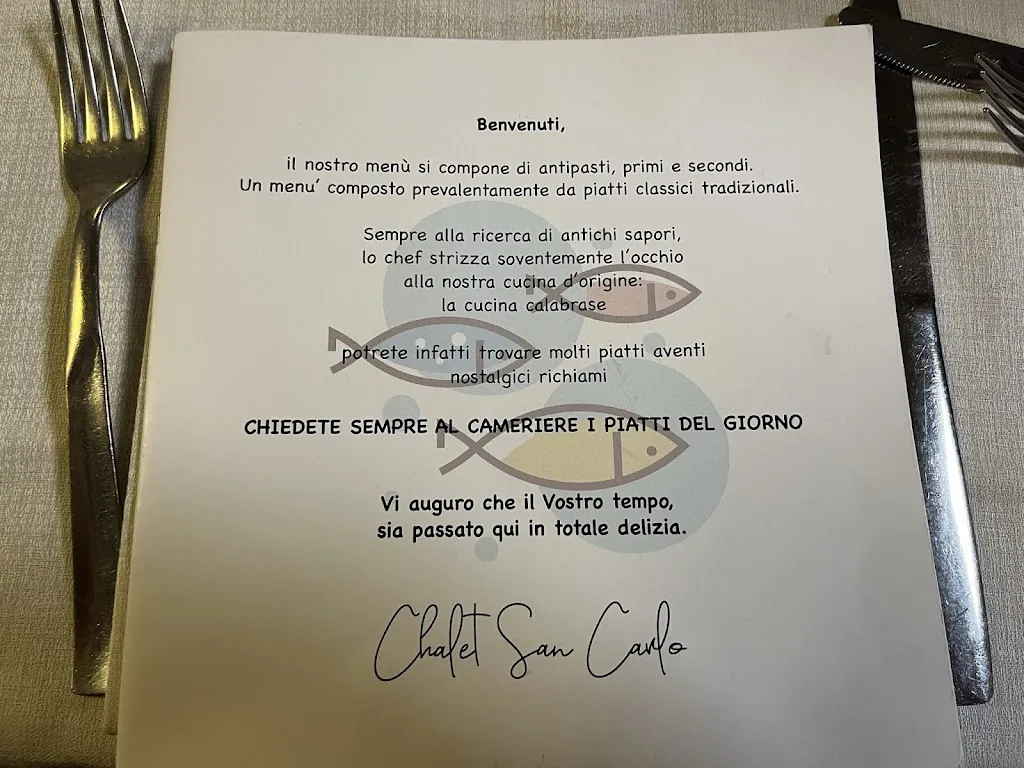 Benvenuti,
il nostro menù si compone di antipasti, primi e secondi.
Un menu' composto prevalentamente da piatti classici tradizionali.
Sempre alla ricerca di antichi sapori,
lo chef strizza soventemente l'occhio
alla nostra cucina d'origine:
la cucina calabrase
potrete infatti trovare molti piatti aventi
nostalgici richiami
CHIEDETE SEMPRE AL CAMERIERE I PIATTI DEL GIORNO
Vi auguro che il Vostro tempo,
sia passato qui in totale delizia.
Chalet San Carlo